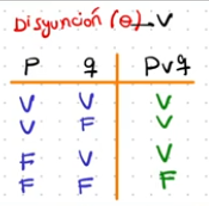 Disyunción (θ) V
P q P v q
V V V
V F V
F V V
F F F